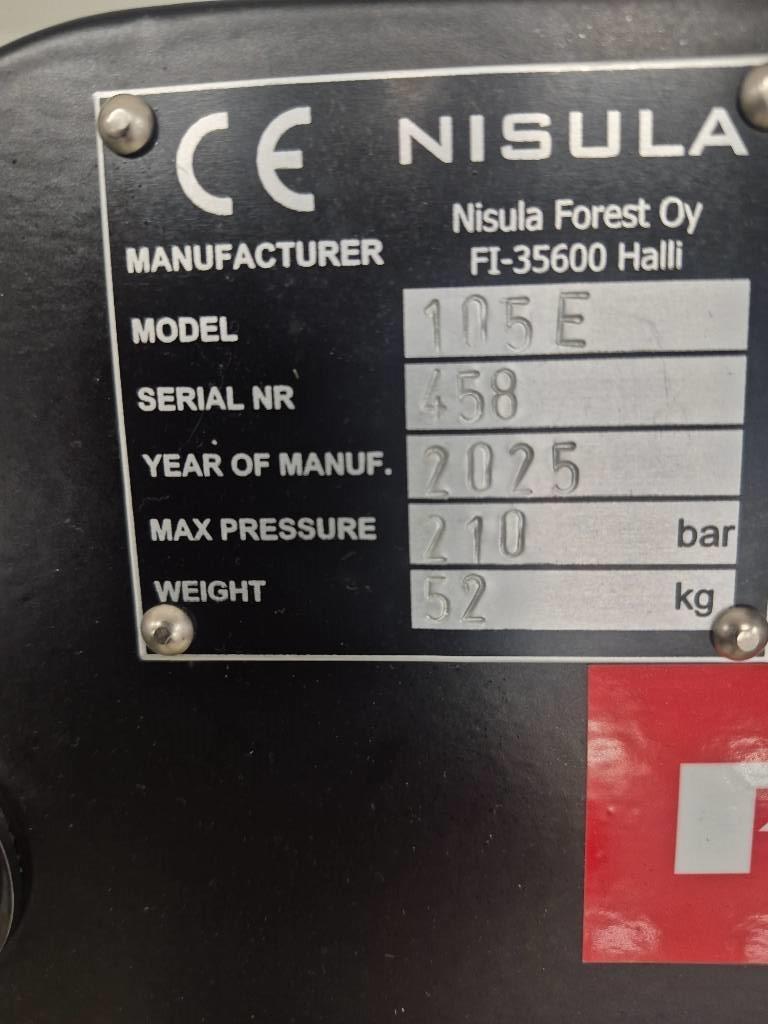 CE NISULA
Nisula Forest Oy
MANUFACTURER FI-35600 Halli
MODEL 105E
SERIAL NR 458
YEAR OF MANUF. 2025
MAX PRESSURE 210 bar
WEIGHT 52 kg